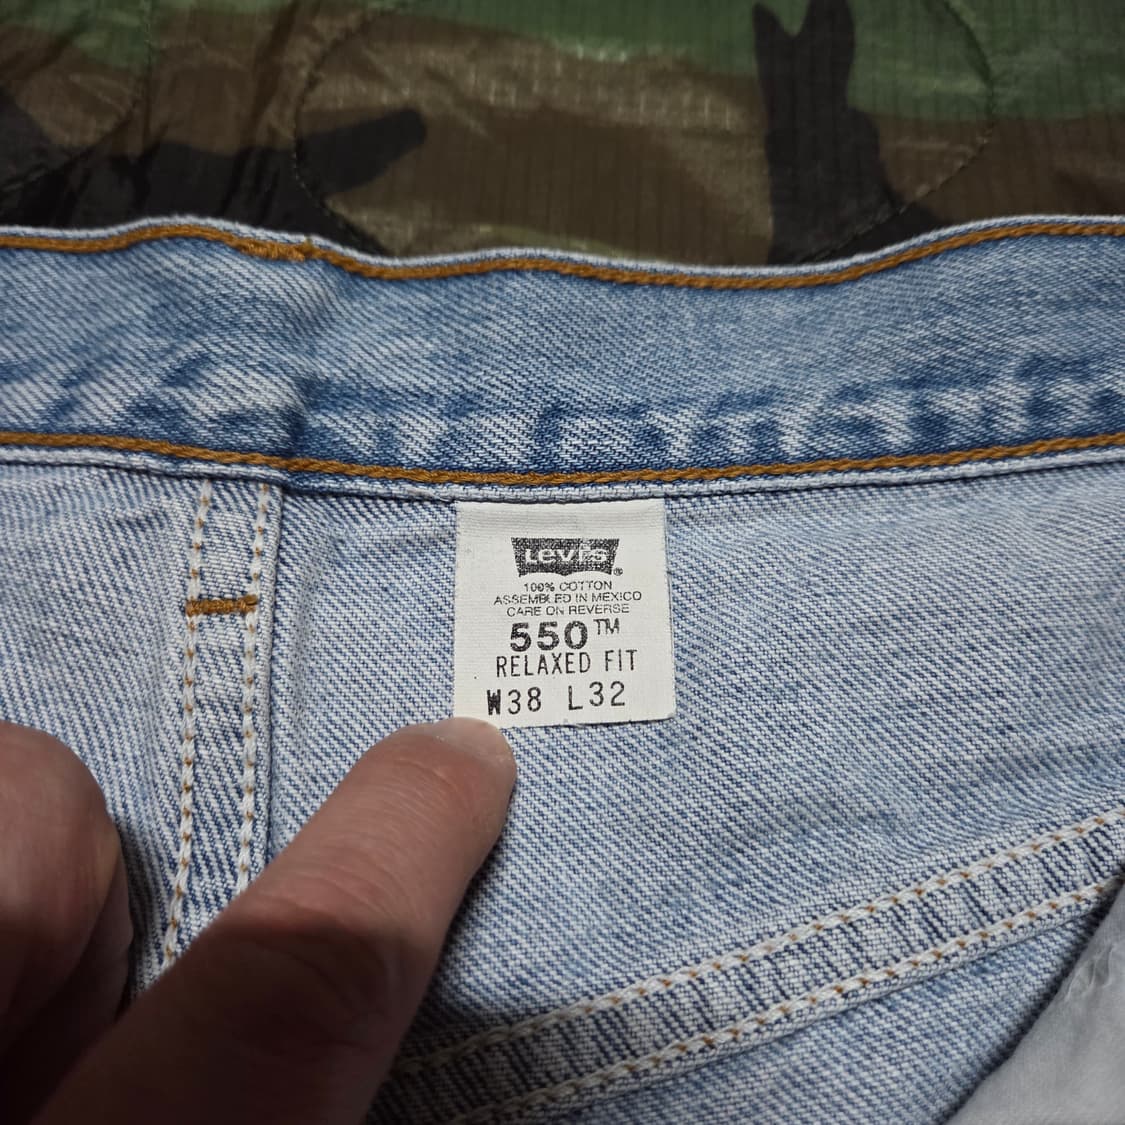 Levi's®
100% COTTON
ASSEMBLED IN MEXICO
CARE ON REVERSE
550™
RELAXED FIT
W38 L32